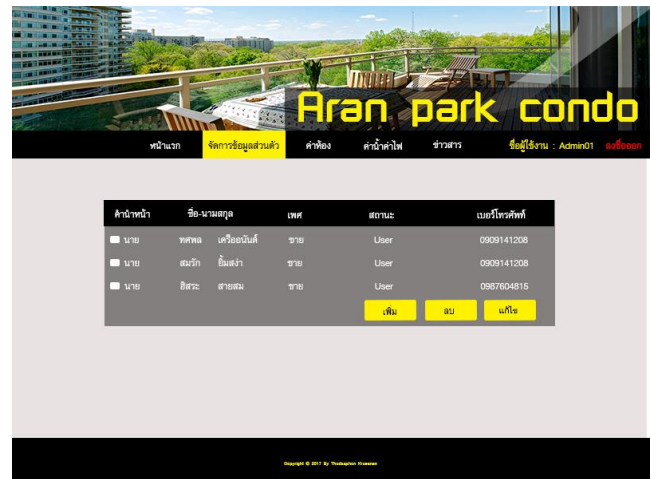 Aran park condo
หน้าแรก จัดการข้อมูลส่วนตัว ค่าห้อง ค่าน้ำค่าไฟ ข่าวสาร ชื่อผู้ใช้งาน : Admin01 ลงชื่อออก
คำนำหน้า ชื่อ-นามสกุล เพศ สถานะ เบอร์โทรศัพท์
นาย ทศพล เครืออนันต์ ชาย User 0909141208
นาย สมรัก ยิ้มสง่า ชาย User 0909141208
นาย อิสระ สายสม ชาย User 0987604815
เพิ่ม ลบ แก้ไข
Copyright © 2017 By